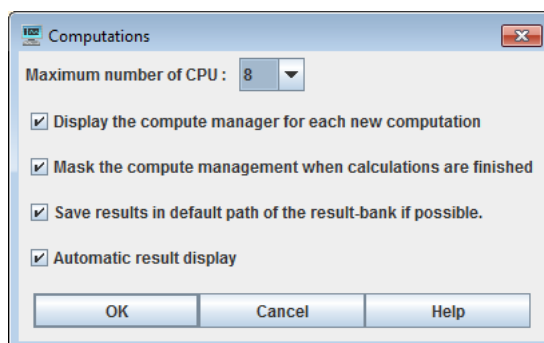 Computations
Maximum number of CPU : 8
Display the compute manager for each new computation
Mask the compute management when calculations are finished
Save results in default path of the result-bank if possible.
Automatic result display
OK Cancel Help